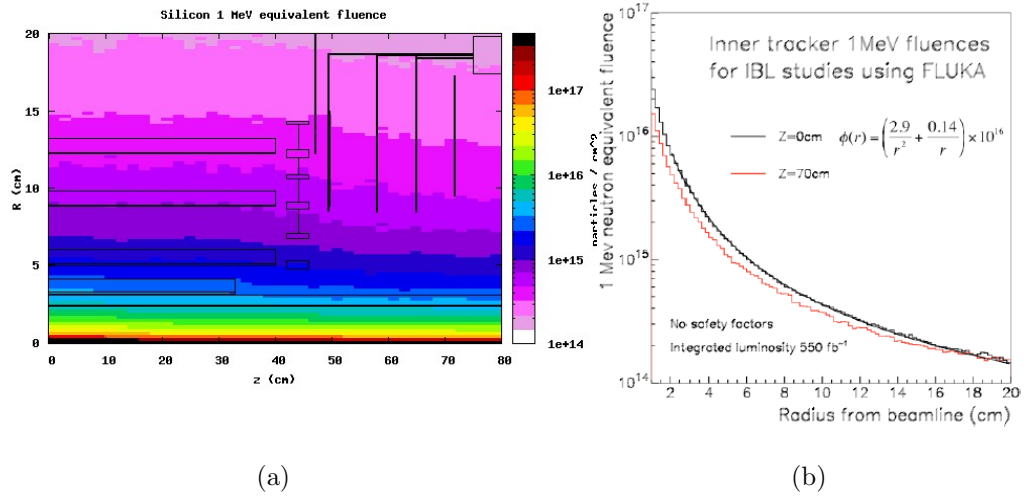 Silicon 1 MeV equivalent fluence
20
15
10
5
0
R (cm)
0 10 20 30 40 50 60 70 80
z (cm)
1e+17
1e+16
1e+15
1e+14
particles / cm^2
(a)
10^17
10^16
10^15
10^14
1 Mev neutron equivalent fluence
Inner tracker 1MeV fluences
for IBL studies using FLUKA
Z=0cm φ(r) = (2.9/r² + 0.14/r) × 10^16
Z=70cm
No safety factors
Integrated luminosity 550 fb⁻¹
2 4 6 8 10 12 14 16 18 20
Radius from beamline (cm)
(b)